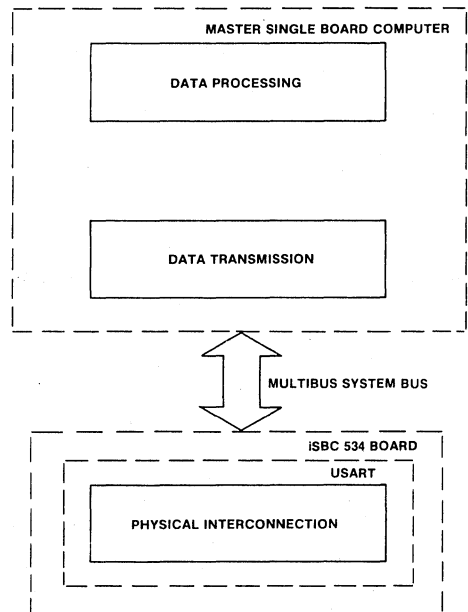 MASTER SINGLE BOARD COMPUTER
DATA PROCESSING
DATA TRANSMISSION
MULTIBUS SYSTEM BUS
iSBC 534 BOARD
USART
PHYSICAL INTERCONNECTION